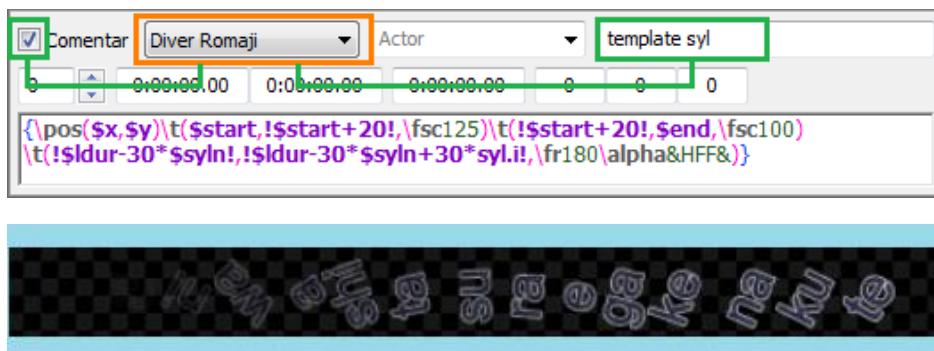 Comentar Diver Romaji Actor template syl
0 0:00:00.00 0:00:00.00 0:00:00.00 0 0 0
{\pos($x,$y)\t($start,!$start+20!,\fsc125)\t(!$start+20!,$end,\fsc100)
\t(!$ldur-30*$syln!,!$ldur-30*$syln+30*syl.i!,\fr180\alpha&HFF&)}
wa a shi ta su ra e ga ke na ku te